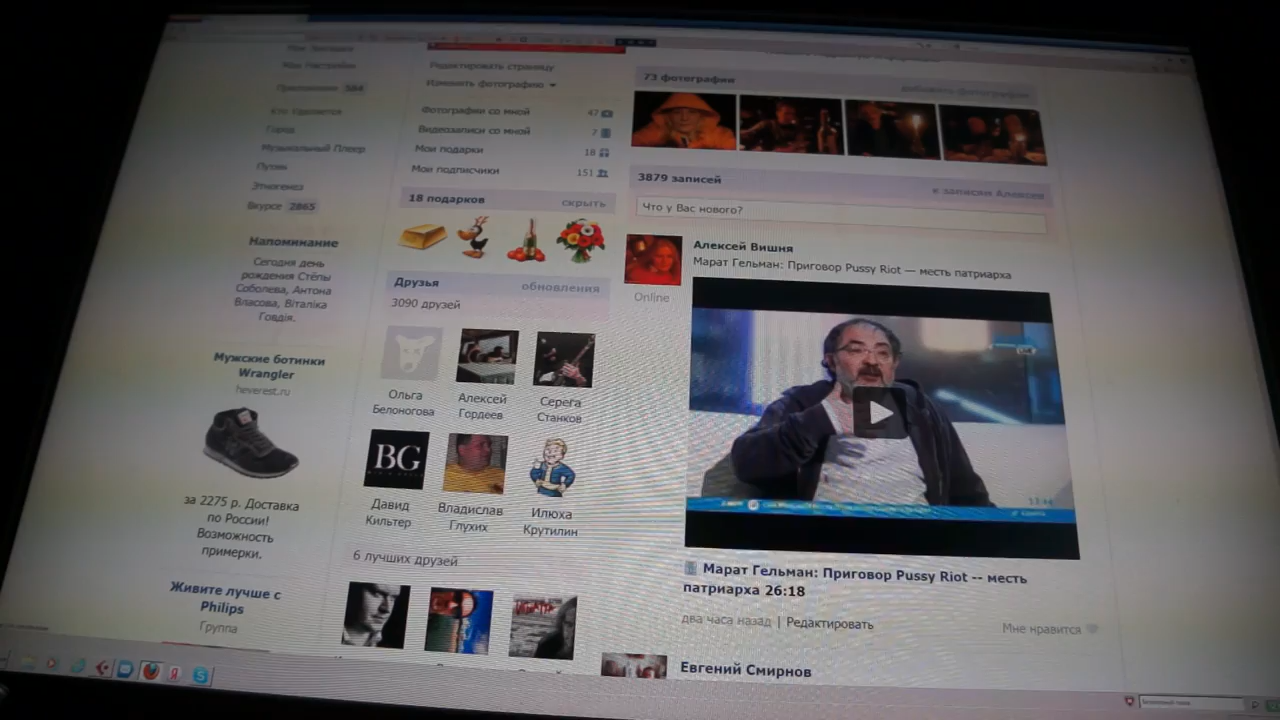 Мои Настройки
Приложения 584
Город
Музыкальный Плеер
Путин
Этногенез
Вкурсе 2865
Напоминание
Сегодня день
рождения Стёпы
Соболева, Антона
Власова, Віталіка
Говдія.
Мужские ботинки
Wrangler
heverest.ru
за 2275 р. Доставка
по России!
Возможность
примерки.
Живите лучше с
Philips
Группа
Редактировать страницу
Изменить фотографию
Фотографии со мной 47
Видеозаписи со мной 7
Мои подарки 18
Мои подписчики 151
18 подарков скрыть
Друзья обновления
3090 друзей
Ольга
Белоногова
Алексей
Гордеев
Серега
Станков
BG
Давид
Кильтер
Владислав
Глухих
Илюха
Крутилин
6 лучших друзей
73 фотографии
добавить фотографии
3879 записей
к записям Алексея
Что у Вас нового?
Алексей Вишня
Марат Гельман: Приговор Pussy Riot — месть патриарха
Online
Марат Гельман: Приговор Pussy Riot -- месть
патриарха 26:18
два часа назад | Редактировать
Мне нравится
Евгений Смирнов